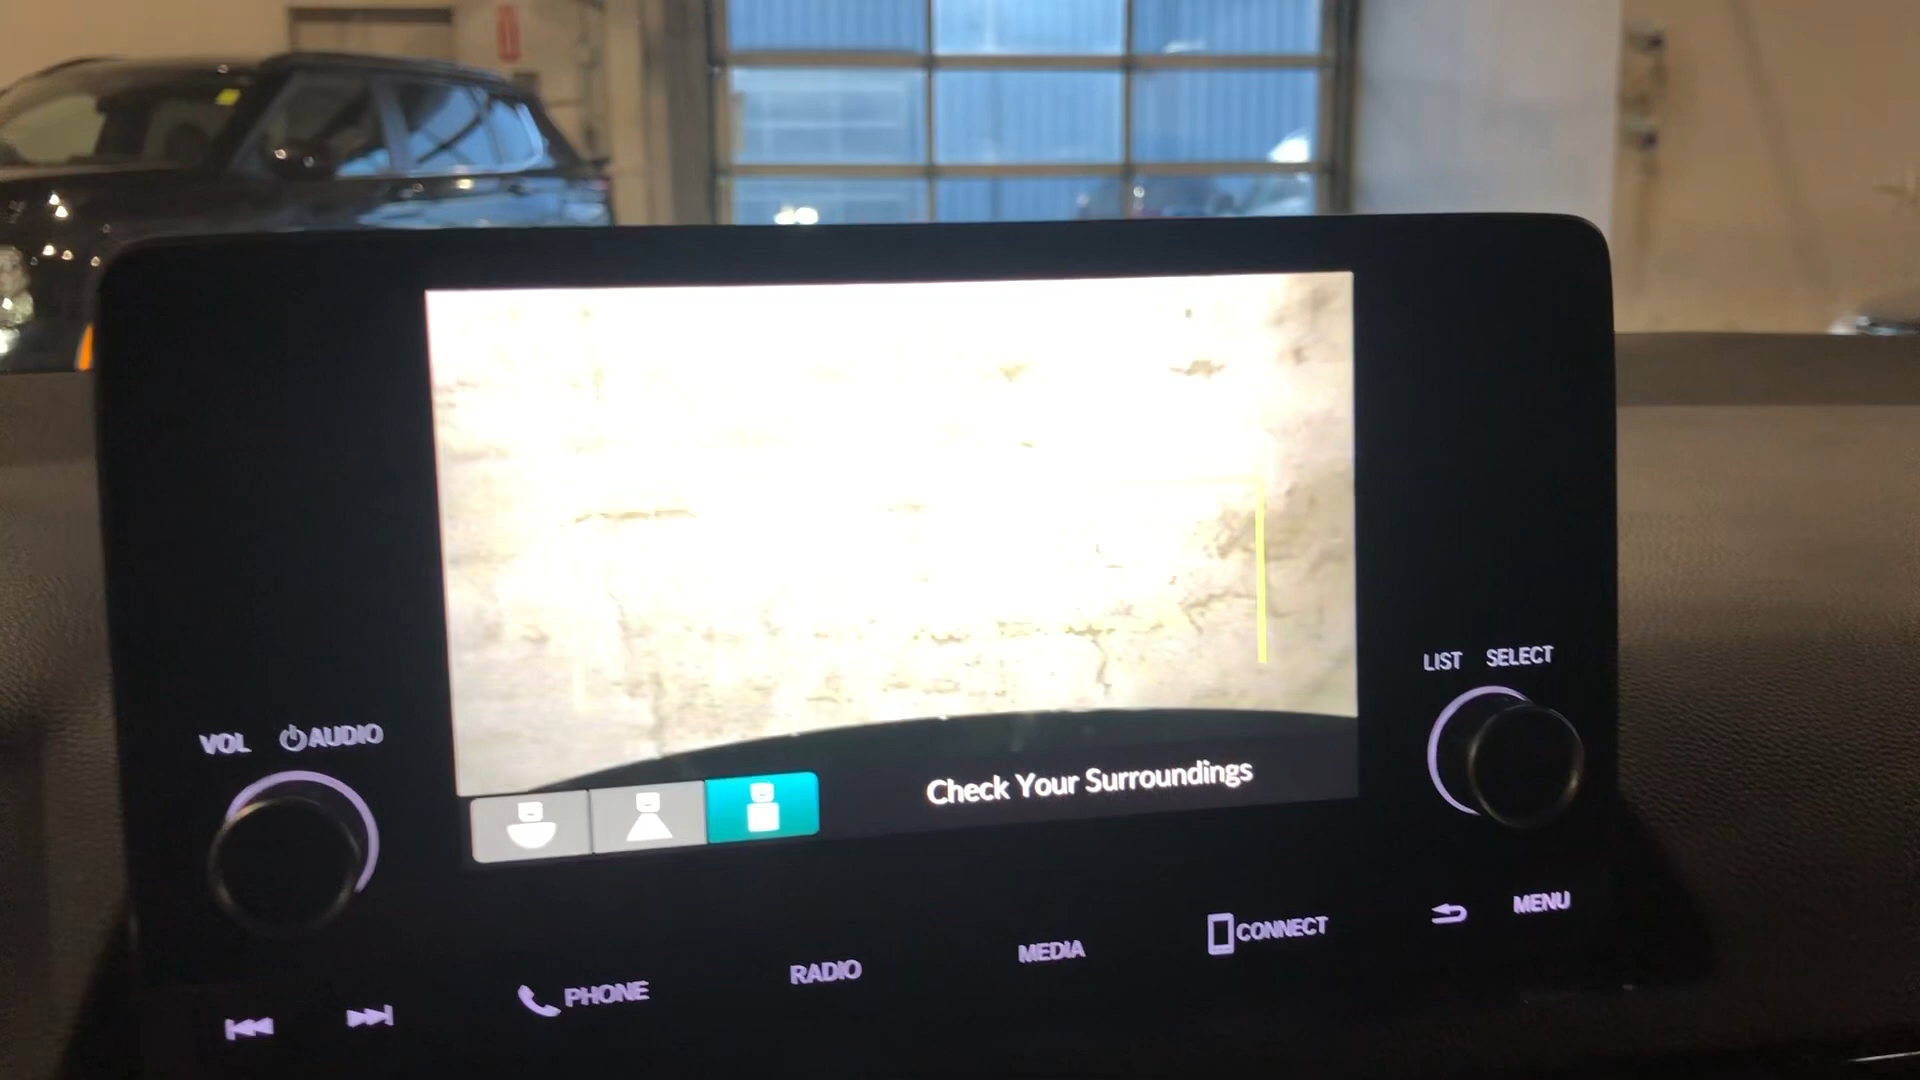 Check Your Surroundings
LIST SELECT
VOL AUDIO
PHONE
RADIO
MEDIA
CONNECT
MENU